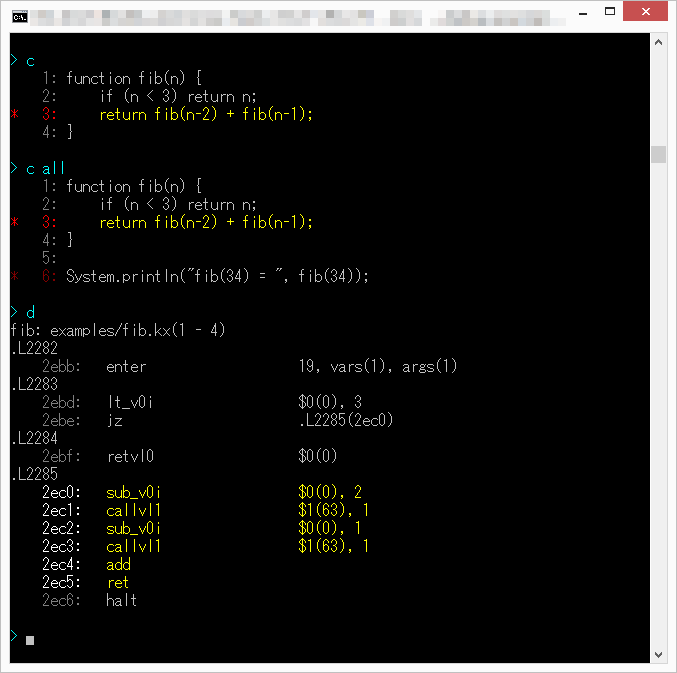 > c
1: function fib(n) {
2: if (n < 3) return n;
* 3: return fib(n-2) + fib(n-1);
4: }
> c all
1: function fib(n) {
2: if (n < 3) return n;
* 3: return fib(n-2) + fib(n-1);
4: }
5:
* 6: System.println("fib(34) = ", fib(34));
> d
fib: examples/fib.kx(1 - 4)
.L2282
2ebb: enter 19, vars(1), args(1)
.L2283
2ebd: lt_v0i $0(0), 3
2ebe: jz .L2285(2ec0)
.L2284
2ebf: retvl0 $0(0)
.L2285
2ec0: sub_v0i $0(0), 2
2ec1: callvl1 $1(63), 1
2ec2: sub_v0i $0(0), 1
2ec3: callvl1 $1(63), 1
2ec4: add
2ec5: ret
2ec6: halt
>